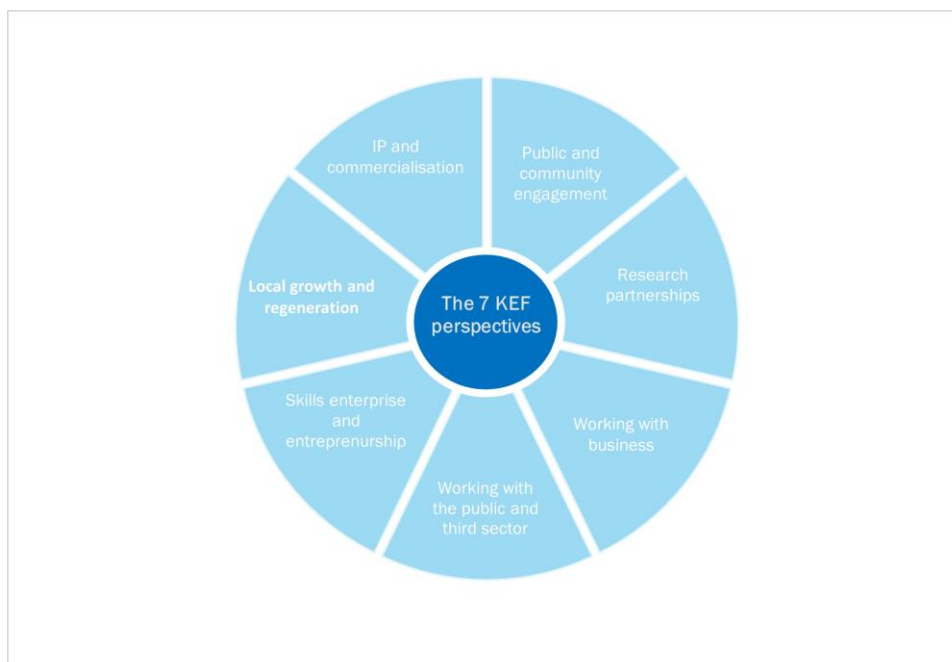 The 7 KEF
perspectives
Public and
community
engagement
Research
partnerships
Working with
business
Working with
the public and
third sector
Skills enterprise
and
entreprenurship
Local growth and
regeneration
IP and
commercialisation